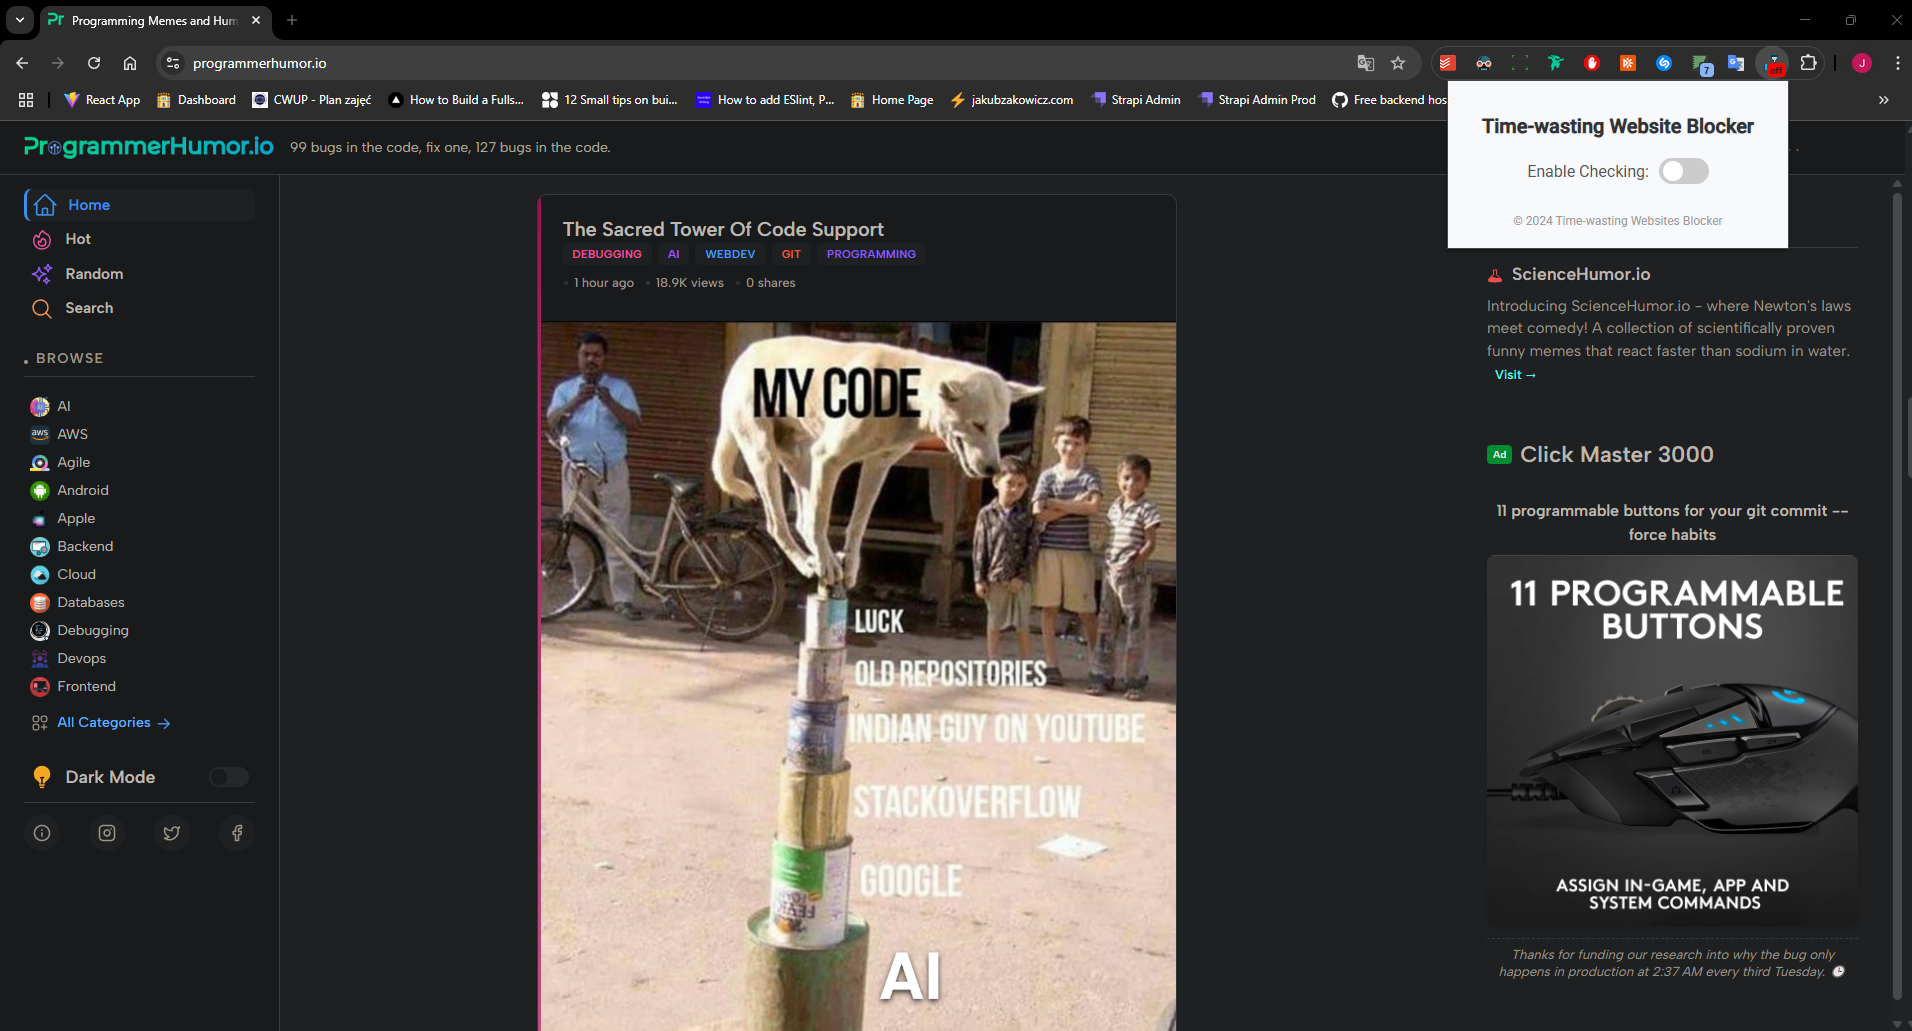 Programming Memes and Hum
programmerhumor.io
React App
Dashboard
CWUP - Plan zajęć
How to Build a Fulls...
12 Small tips on bui...
How to add ESlint, P...
Home Page
jakubzakowicz.com
Strapi Admin
Strapi Admin Prod
Free backend hos
7
off
J
Time-wasting Website Blocker
Enable Checking:
© 2024 Time-wasting Websites Blocker
ProgrammerHumor.io
99 bugs in the code, fix one, 127 bugs in the code.
Home
Hot
Random
Search
BROWSE
AI
AWS
Agile
Android
Apple
Backend
Cloud
Databases
Debugging
Devops
Frontend
All Categories →
Dark Mode
The Sacred Tower Of Code Support
DEBUGGING AI WEBDEV GIT PROGRAMMING
• 1 hour ago • 18.9K views • 0 shares
MY CODE
LUCK
OLD REPOSITORIES
INDIAN GUY ON YOUTUBE
STACKOVERFLOW
GOOGLE
AI
ScienceHumor.io
Introducing ScienceHumor.io - where Newton's laws
meet comedy! A collection of scientifically proven
funny memes that react faster than sodium in water.
Visit →
Ad Click Master 3000
11 programmable buttons for your git commit --
force habits
11 PROGRAMMABLE
BUTTONS
ASSIGN IN-GAME, APP AND
SYSTEM COMMANDS
Thanks for funding our research into why the bug only
happens in production at 2:37 AM every third Tuesday.